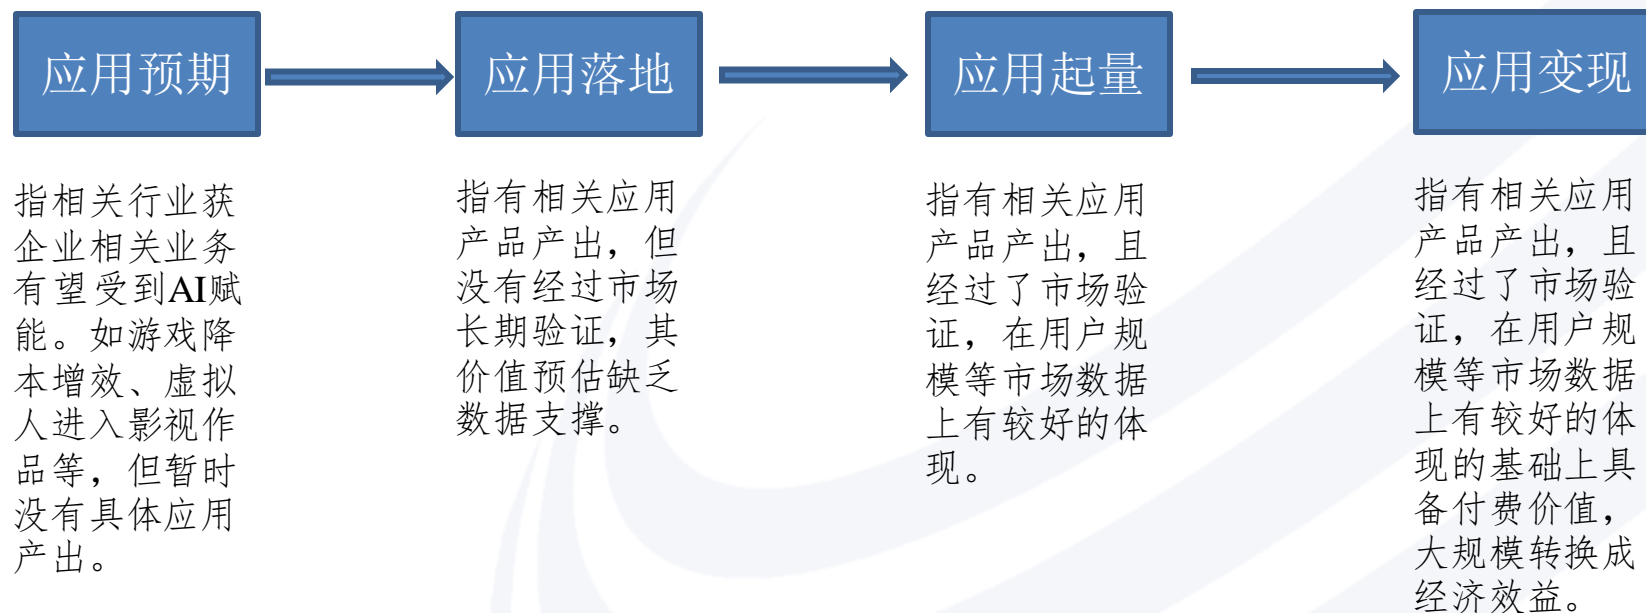 应用预期
应用落地
应用起量
应用变现
指相关行业获
企业相关业务
有望受到AI赋
能。如游戏降
本增效、虚拟
人进入影视作
品等，但暂时
没有具体应用
产出。
指有相关应用
产品产出，但
没有经过市场
长期验证，其
价值预估缺乏
数据支撑。
指有相关应用
产品产出，且
经过了市场验
证，在用户规
模等市场数据
上有较好的体
现。
指有相关应用
产品产出，且
经过了市场验
证，在用户规
模等市场数据
上有较好的体
现的基础上具
备付费价值，
大规模转换成
经济效益。